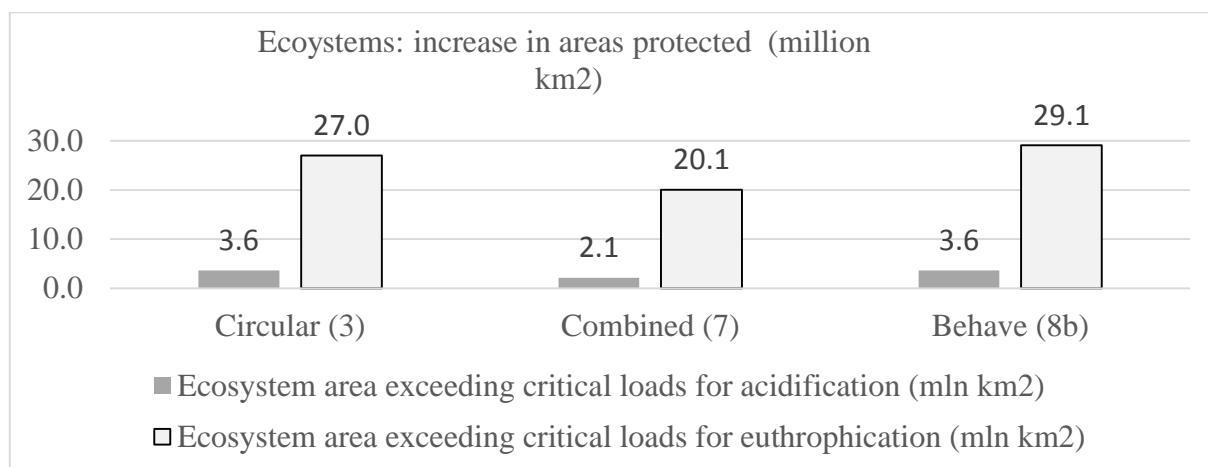 Ecoystems: increase in areas protected (million
km2)
30.0
20.0
10.0
0.0
3.6
27.0
2.1
20.1
3.6
29.1
Circular (3)
Combined (7)
Behave (8b)
Ecosystem area exceeding critical loads for acidification (mln km2)
Ecosystem area exceeding critical loads for euthrophication (mln km2)